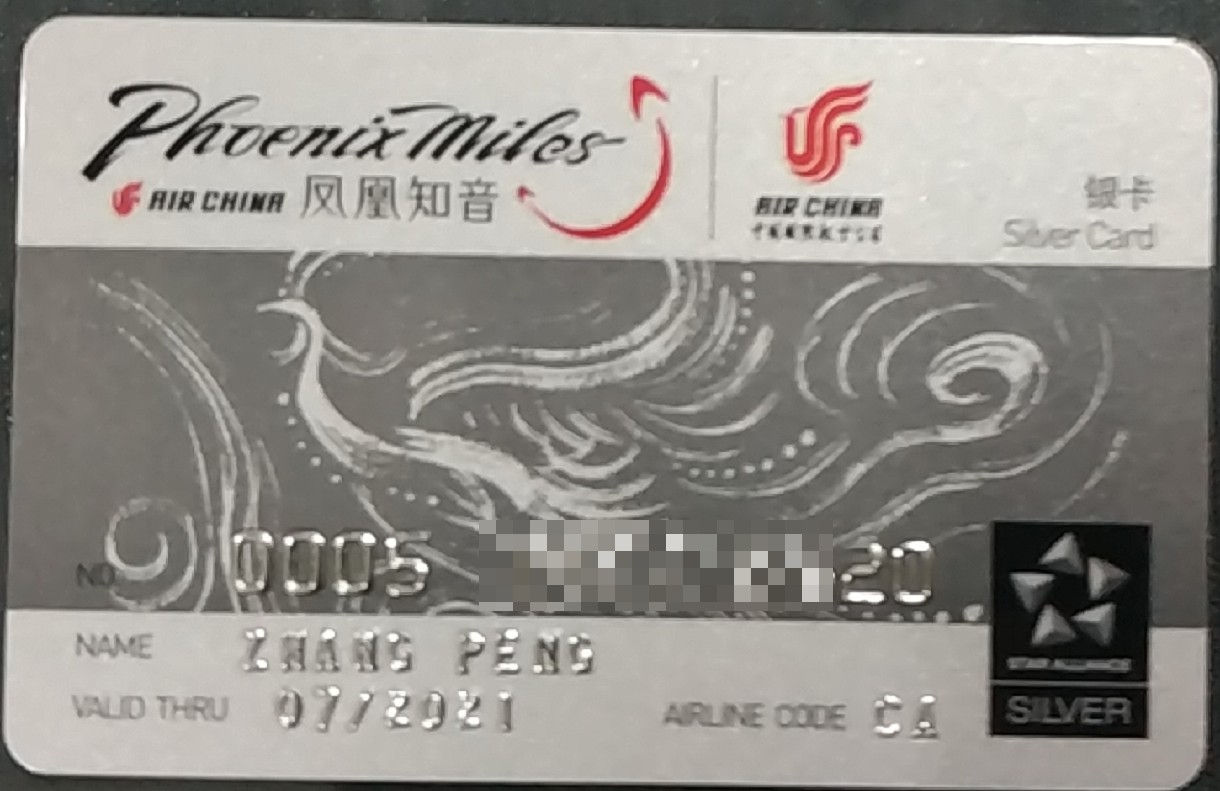 Phoenix Miles
AIR CHINA 凤凰知音
AIR CHINA
银卡
Silver Card
NO. 0005 20
NAME ZHANG PENG
VALID THRU 07/2021
AIRLINE CODE CA
STAR ALLIANCE
SILVER